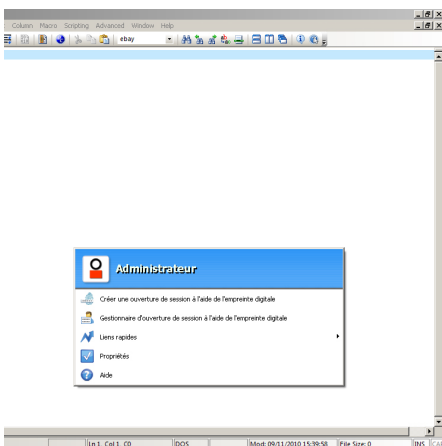 Column Macro Scripting Advanced Window Help
ebay
Administrateur
Créer une ouverture de session à l'aide de l'empreinte digitale
Gestionnaire d'ouverture de session à l'aide de l'empreinte digitale
Liens rapides
Propriétés
Aide
Ln 1, Col 1, C0 DOS Mod: 09/11/2010 15:39:58 File Size: 0 INS CA